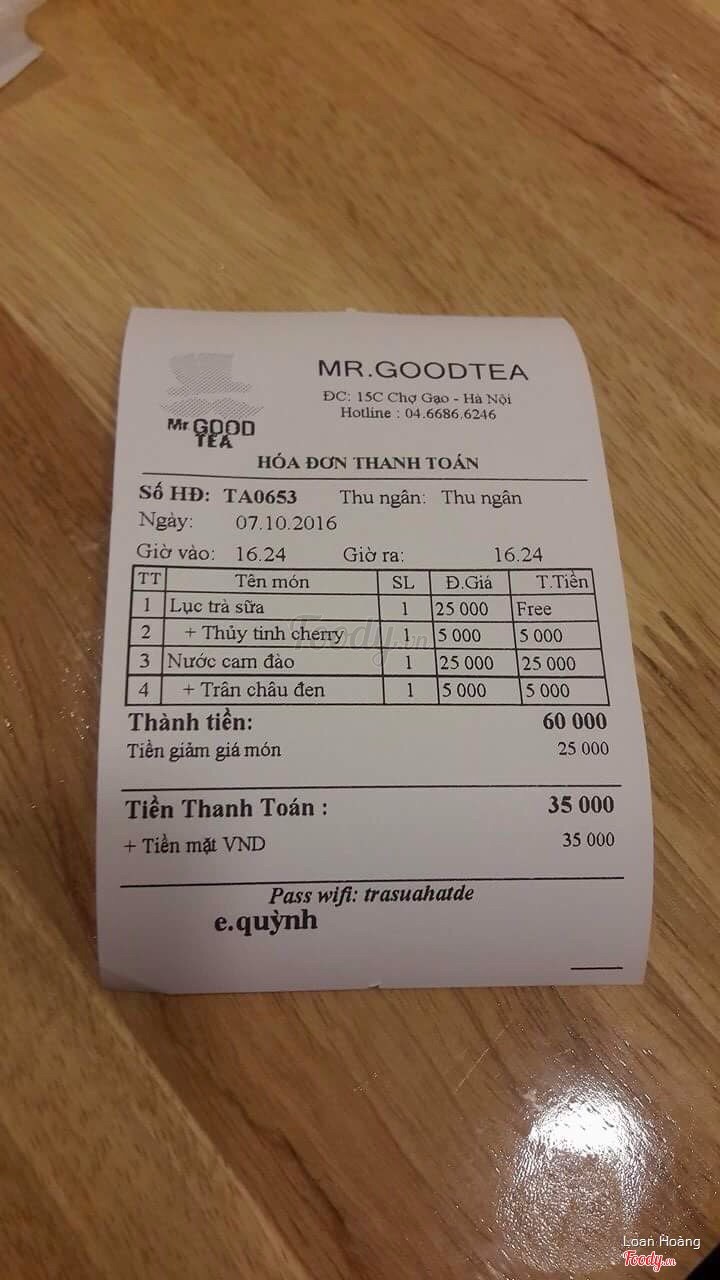 MR.GOODTEA
ĐC: 15C Chợ Gạo - Hà Nội
Hotline : 04.6686.6246
Mr GOOD
TEA
HÓA ĐƠN THANH TOÁN
Số HĐ: TA0653 Thu ngân: Thu ngân
Ngày: 07.10.2016
Giờ vào: 16.24 Giờ ra: 16.24
TT Tên món SL Đ.Giá T.Tiền
1 Lục trà sữa 1 25 000 Free
2 + Thủy tinh cherry 1 5 000 5 000
3 Nước cam đào 1 25 000 25 000
4 + Trân châu đen 1 5 000 5 000
Thành tiền: 60 000
Tiền giảm giá món 25 000
Tiền Thanh Toán : 35 000
+ Tiền mặt VND 35 000
Pass wifi: trasuahatde
e.quỳnh
Foody.vn
Loan Hoàng
Foody.vn